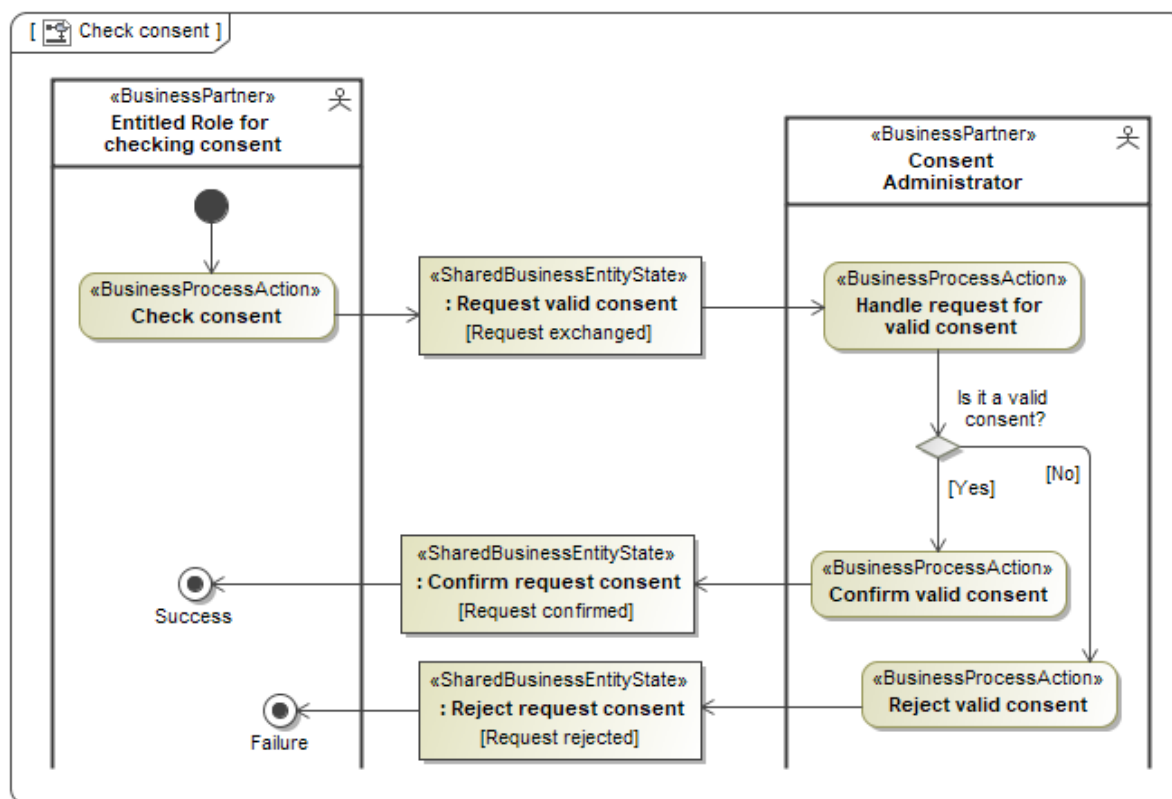 [ Check consent ]
«BusinessPartner»
Entitled Role for
checking consent
«BusinessPartner»
Consent
Administrator
«BusinessProcessAction»
Check consent
«SharedBusinessEntityState»
: Request valid consent
[Request exchanged]
«BusinessProcessAction»
Handle request for
valid consent
Is it a valid
consent?
[Yes]
[No]
«BusinessProcessAction»
Confirm valid consent
«SharedBusinessEntityState»
: Confirm request consent
[Request confirmed]
Success
«BusinessProcessAction»
Reject valid consent
«SharedBusinessEntityState»
: Reject request consent
[Request rejected]
Failure